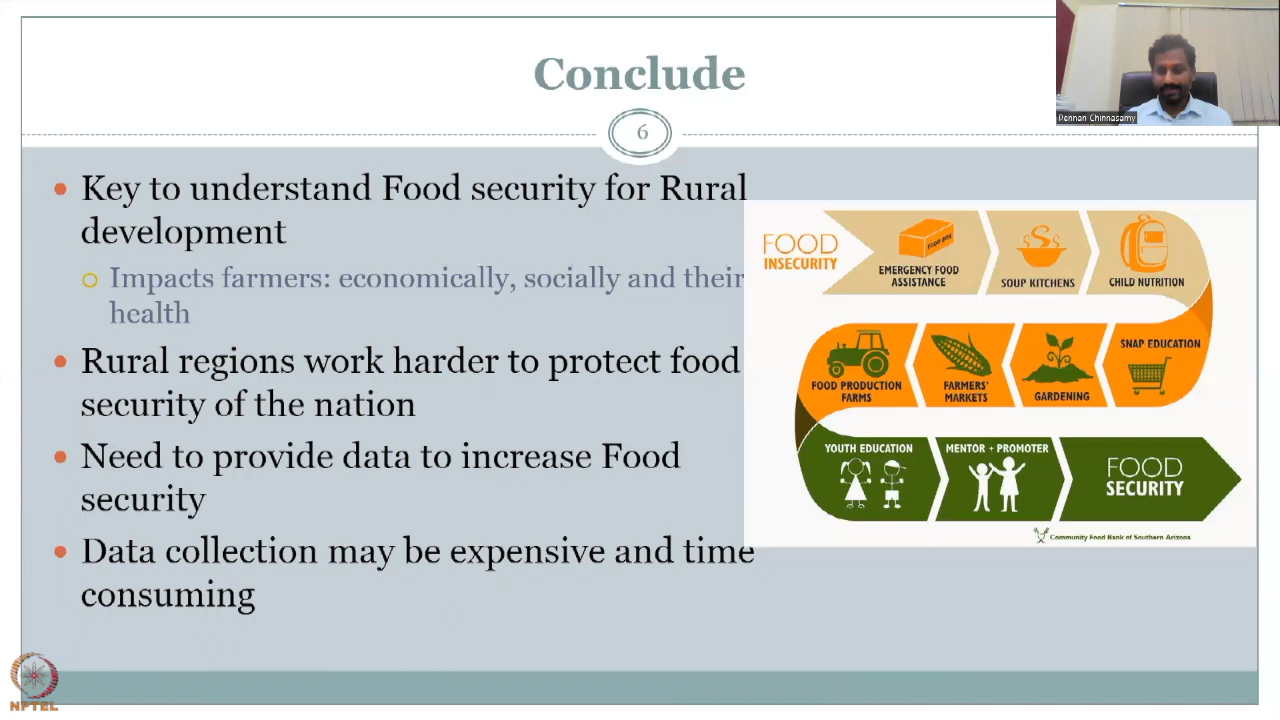 Conclude
6
Pennan Chinnasamy
• Key to understand Food security for Rural
development
o Impacts farmers: economically, socially and their
health
• Rural regions work harder to protect food
security of the nation
• Need to provide data to increase Food
security
• Data collection may be expensive and time
consuming
FOOD
INSECURITY
FOOD BOX
EMERGENCY FOOD
ASSISTANCE
SOUP KITCHENS
CHILD NUTRITION
SNAP EDUCATION
GARDENING
FARMERS'
MARKETS
FOOD PRODUCTION
FARMS
YOUTH EDUCATION
MENTOR + PROMOTER
FOOD
SECURITY
Community Food Bank of Southern Arizona
NPTEL